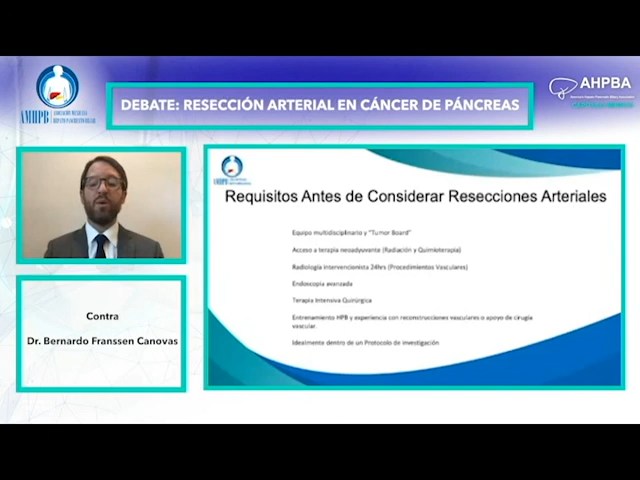 AMHPB
AHPBA
DEBATE: RESECCIÓN ARTERIAL EN CÁNCER DE PÁNCREAS
Requisitos Antes de Considerar Resecciones Arteriales
Equipo multidisciplinario y "Tumor Board"
Acceso a terapia neoadyuvante (Radiación y Quimioterapia)
Radiología Intervencionista 24hrs (Procedimientos Vasculares)
Endoscopia avanzada
Terapia Intensiva Quirúrgica
Entrenamiento HPB y experiencia con reconstrucciones vasculares o apoyo de cirugía
vascular.
Idealmente dentro de un Protocolo de investigación
Contra
Dr. Bernardo Franssen Canovas